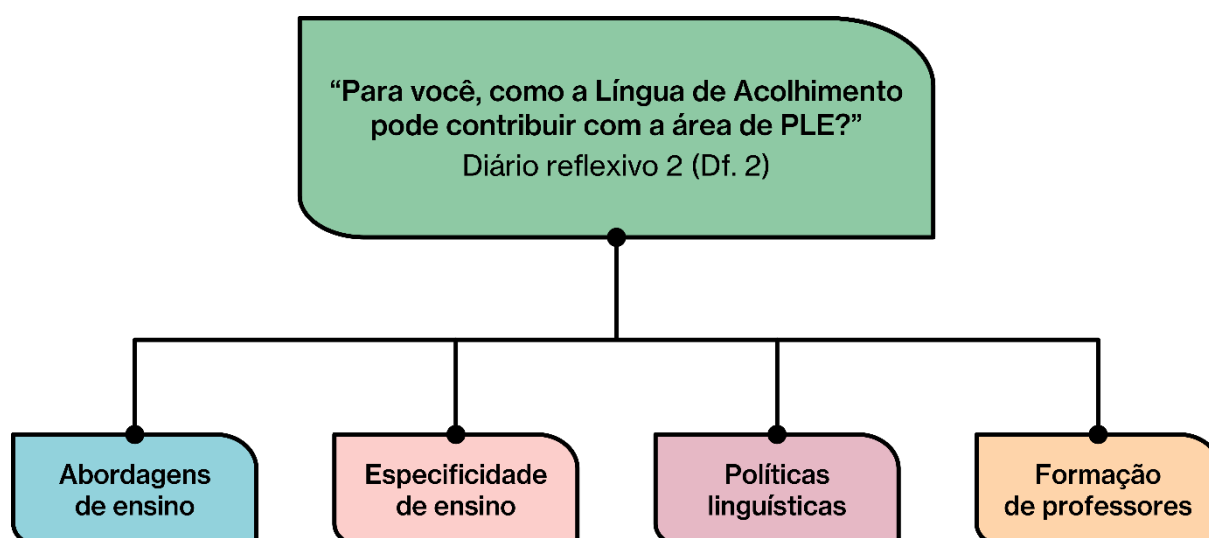 “Para você, como a Língua de Acolhimento
pode contribuir com a área de PLE?”
Diário reflexivo 2 (Df. 2)
Abordagens
de ensino
Especificidade
de ensino
Políticas
linguísticas
Formação
de professores